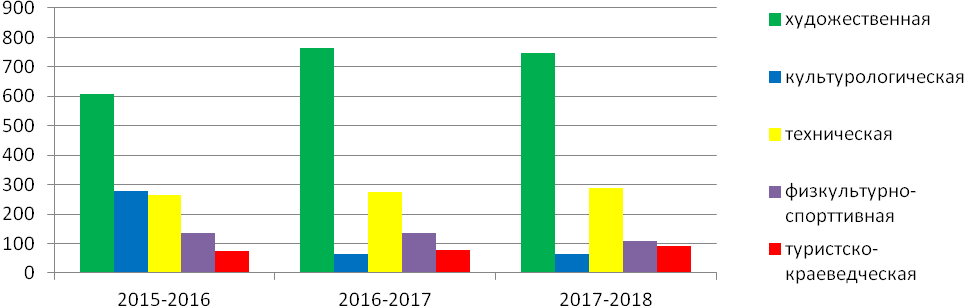 900
800
700
600
500
400
300
200
100
0
2015-2016
2016-2017
2017-2018
художественная
культурологическая
техническая
физкультурно-
спорттивная
туристско-
краеведческая